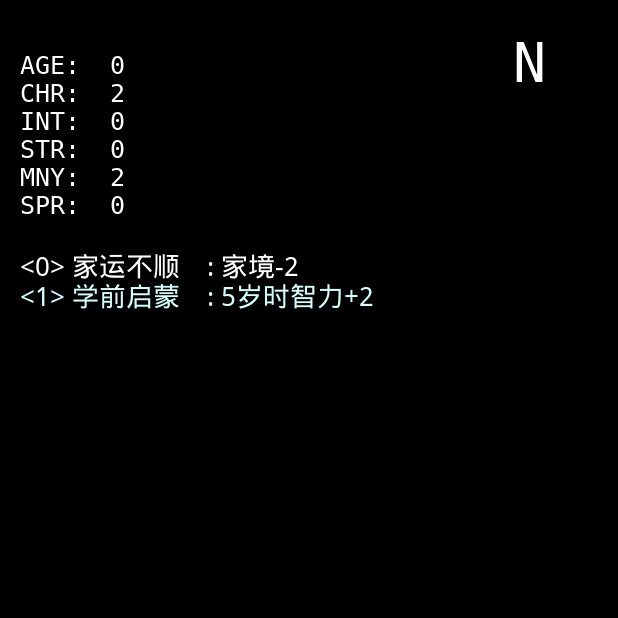 N
AGE: 0
CHR: 2
INT: 0
STR: 0
MNY: 2
SPR: 0
<0> 家运不顺 : 家境-2
<1> 学前启蒙 : 5岁时智力+2